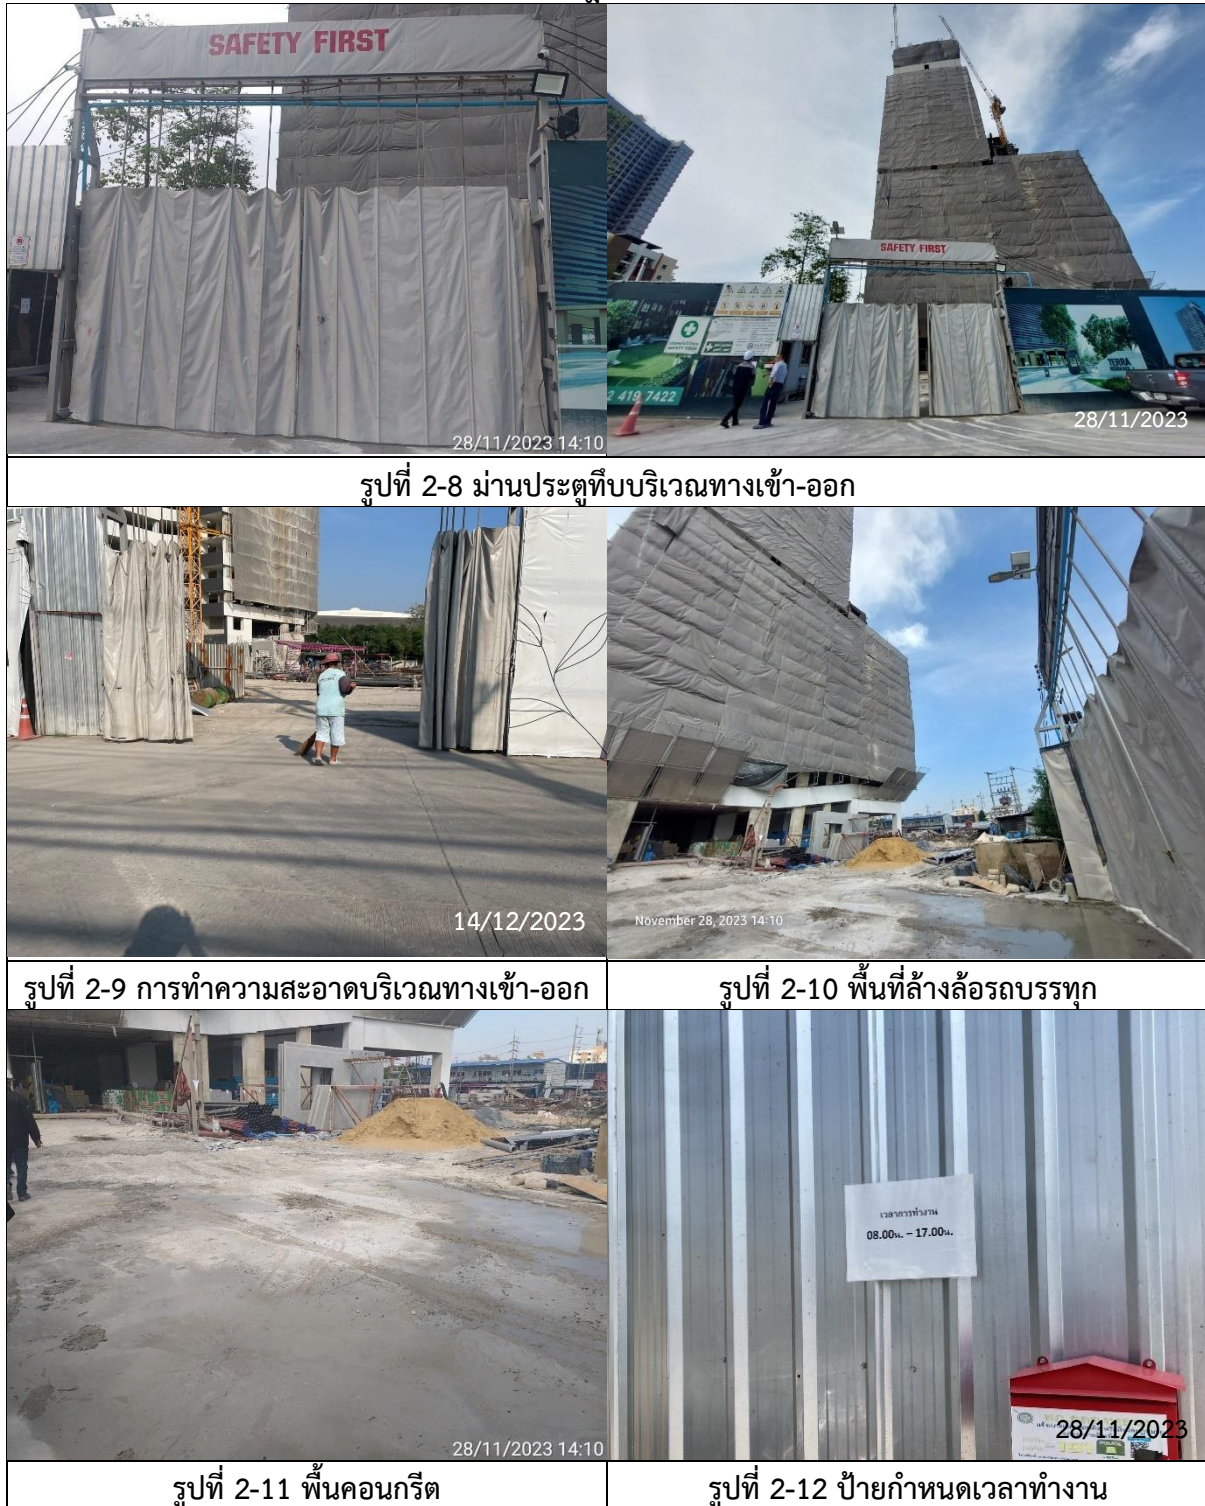 SAFETY FIRST
28/11/2023 14:10
SAFETY FIRST
2 419 7422
TERRA
28/11/2023
รูปที่ 2-8 ม่านประตูทึบบริเวณทางเข้า-ออก
14/12/2023
November 28, 2023 14:10
รูปที่ 2-9 การทำความสะอาดบริเวณทางเข้า-ออก
รูปที่ 2-10 พื้นที่ล้างล้อรถบรรทุก
28/11/2023 14:10
เวลาการทำงาน
08.00น. – 17.00น.
28/11/2023
รูปที่ 2-11 พื้นคอนกรีต
รูปที่ 2-12 ป้ายกำหนดเวลาทำงาน